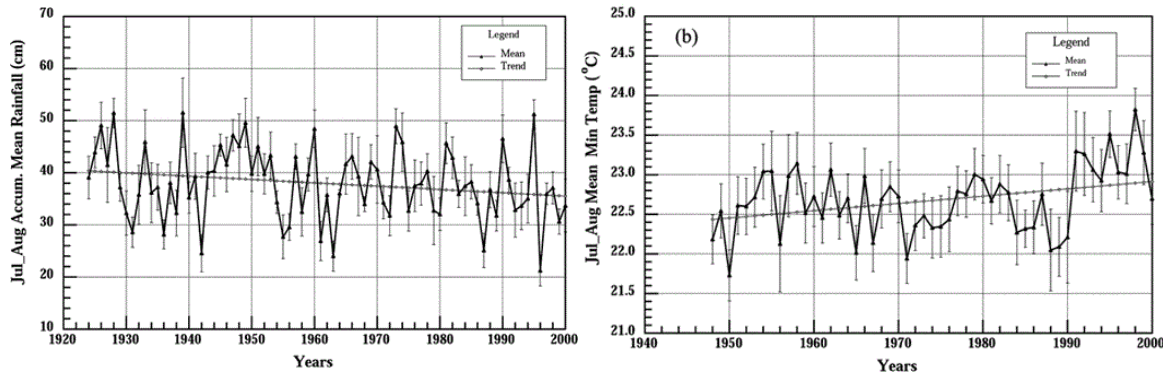 Jul_Aug Accum. Mean Rainfall (cm)
70
60
50
40
30
20
10
Legend
Mean
Trend
1920 1930 1940 1950 1960 1970 1980 1990 2000
Years
(b)
Jul_Aug Mean Min Temp (°C)
25.0
24.5
24.0
23.5
23.0
22.5
22.0
21.5
21.0
Legend
Mean
Trend
1940 1950 1960 1970 1980 1990 2000
Years